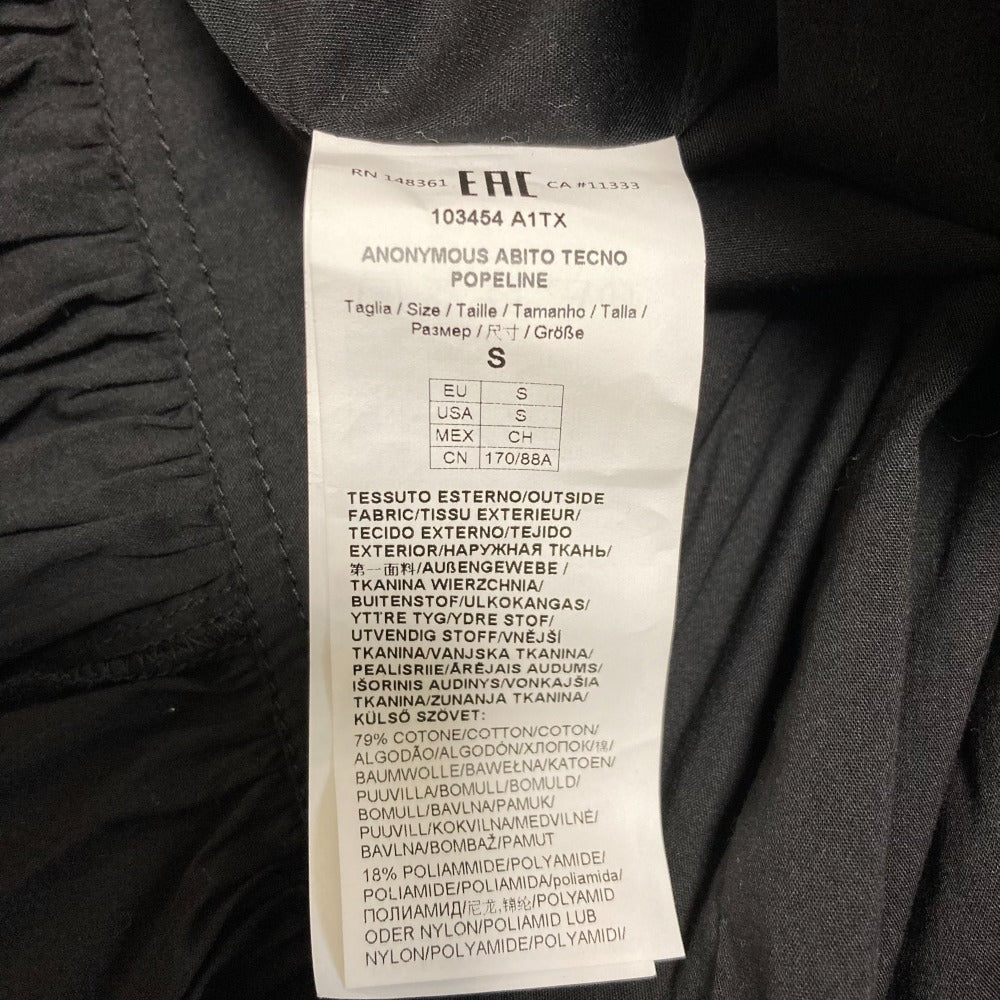 RN 148361 EAC CA #11333
103454 A1TX
ANONYMOUS ABITO TECNO
POPELINE
Taglia / Size / Taille / Tamanho / Talla /
Размер / 尺寸 / Größe
S
EU S
USA S
MEX CH
CN 170/88A
TESSUTO ESTERNO/OUTSIDE
FABRIC/TISSU EXTERIEUR/
TECIDO EXTERNO/TEJIDO
EXTERIOR/НАРУЖНАЯ ТКАНЬ/
第一面料/AUßENGEWEBE /
TKANINA WIERZCHNIA/
BUITENSTOF/ULKOKANGAS/
YTTRE TYG/YDRE STOF/
UTVENDIG STOFF/VNĚJŠÍ
TKANINA/VANJSKA TKANINA/
PEALISRIIE/ĀRĒJAIS AUDUMS/
IŠORINIS AUDINYS/VONKAJŠIA
TKANINA/ZUNANJA TKANINA/
KÜLSŐ SZÖVET:
79% COTONE/COTTON/COTON/
ALGODÃO/ALGODÓN/ХЛОПОК/棉/
BAUMWOLLE/BAWEŁNA/KATOEN/
PUUVILLA/BOMULL/BOMULD/
BOMULL/BAVLNA/PAMUK/
PUUVILL/KOKVILNA/MEDVILNĖ/
BAVLNA/BOMBAŽ/PAMUT
18% POLIAMMIDE/POLYAMIDE/
POLIAMIDE/POLIAMIDA/poliamida/
ПОЛИАМИД/尼龙,锦纶/POLYAMID
ODER NYLON/POLIAMID LUB
NYLON/POLYAMIDE/POLYAMIDI/